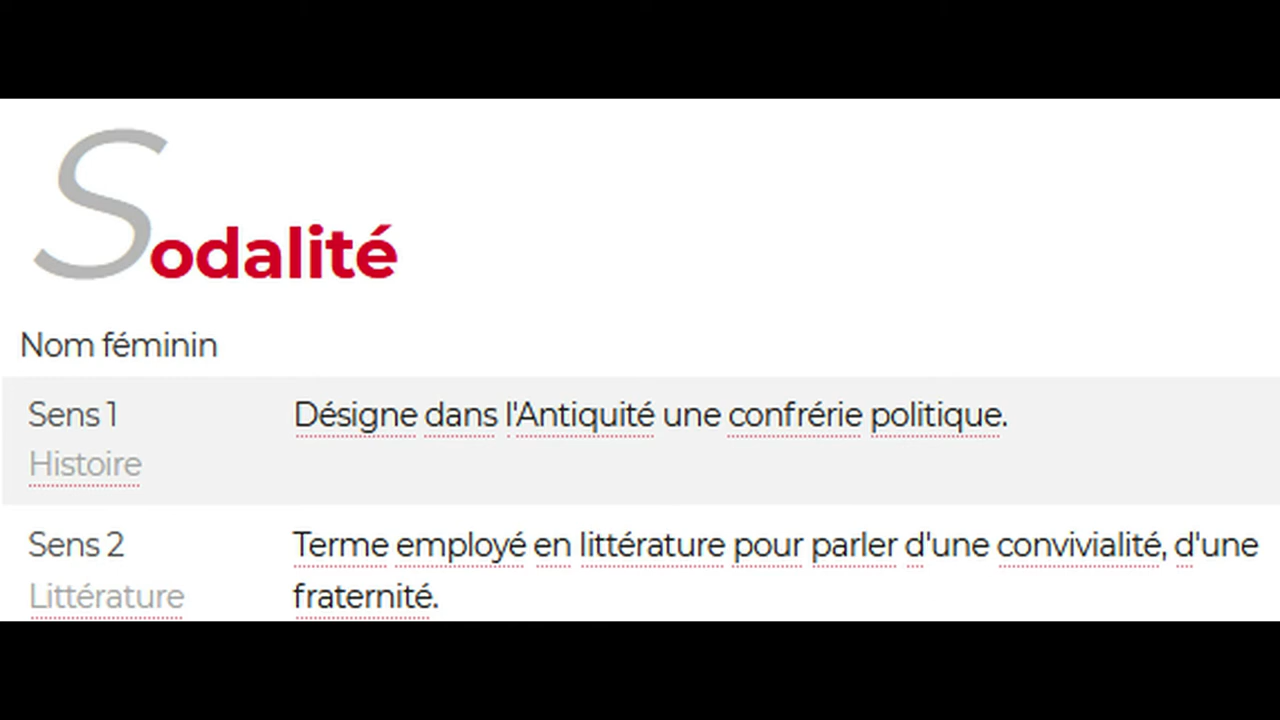 Sodalité
Nom féminin
Sens 1 Désigne dans l'Antiquité une confrérie politique.
Histoire
Sens 2 Terme employé en littérature pour parler d'une convivialité, d'une
Littérature fraternité.